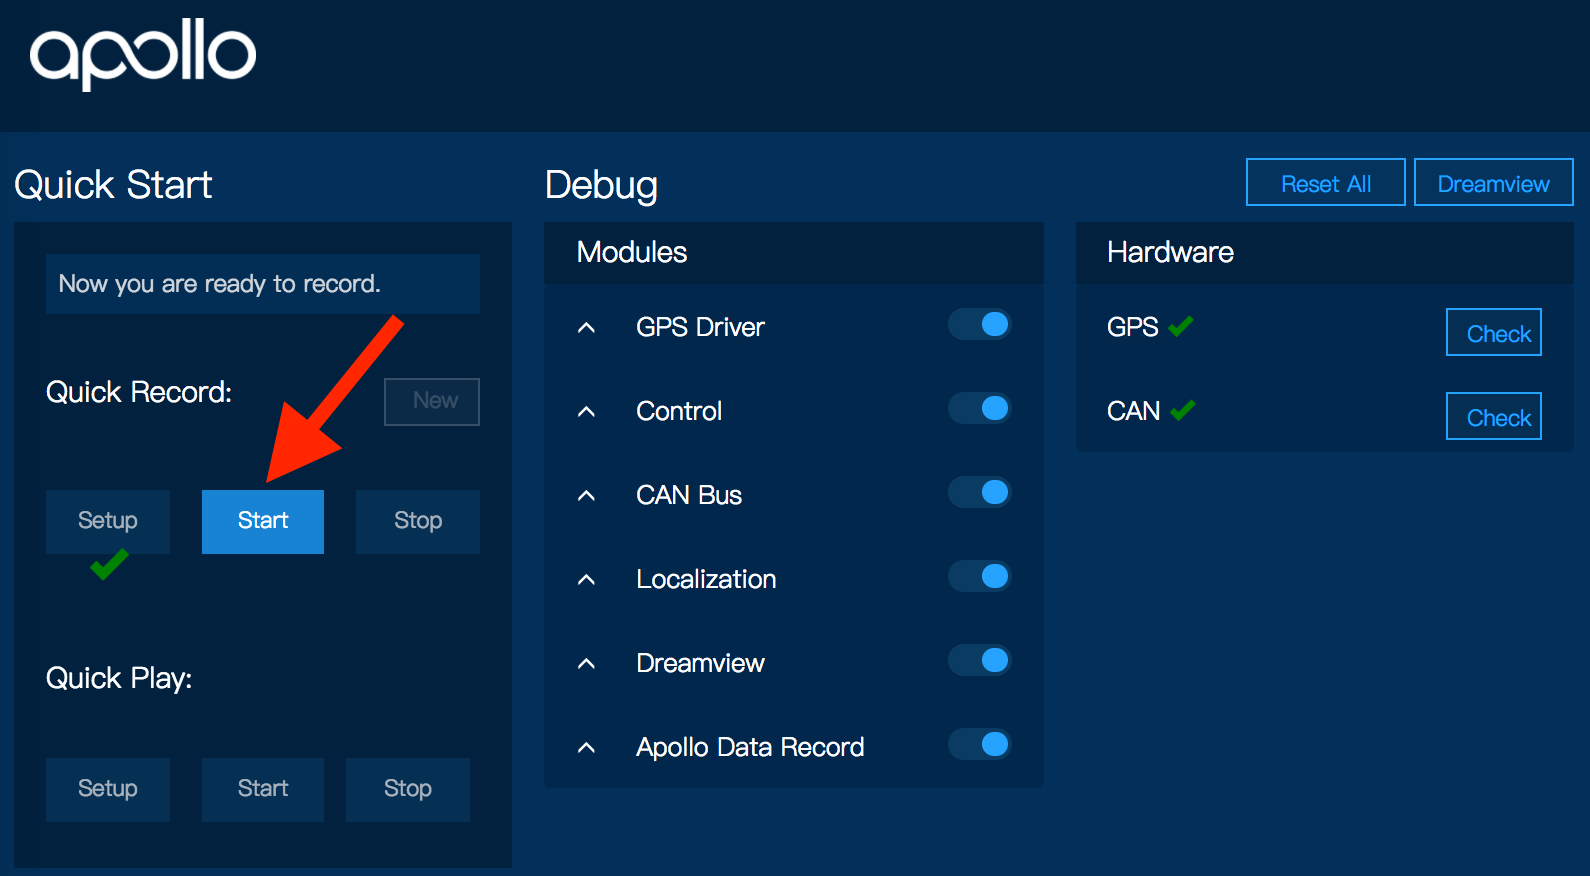 apollo
Quick Start
Now you are ready to record.
Quick Record:
New
Setup
Start
Stop
Quick Play:
Setup
Start
Stop
Debug
Reset All
Dreamview
Modules
GPS Driver
Control
CAN Bus
Localization
Dreamview
Apollo Data Record
Hardware
GPS
Check
CAN
Check